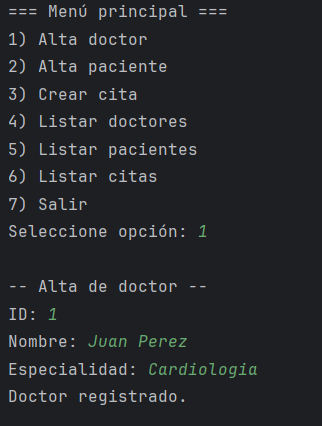 === Menú principal ===
1) Alta doctor
2) Alta paciente
3) Crear cita
4) Listar doctores
5) Listar pacientes
6) Listar citas
7) Salir
Seleccione opción: 1

-- Alta de doctor --
ID: 1
Nombre: Juan Perez
Especialidad: Cardiologia
Doctor registrado.